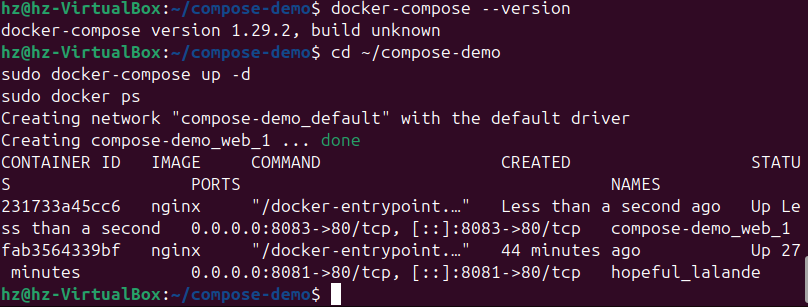 hz@hz-VirtualBox:~/compose-demo$ docker-compose --version
docker-compose version 1.29.2, build unknown
hz@hz-VirtualBox:~/compose-demo$ cd ~/compose-demo
sudo docker-compose up -d
sudo docker ps
Creating network "compose-demo_default" with the default driver
Creating compose-demo_web_1 ... done
CONTAINER ID   IMAGE     COMMAND                  CREATED                  STATU
S              PORTS                                     NAMES
231733a45cc6   nginx     "/docker-entrypoint.…"   Less than a second ago   Up Le
ss than a second   0.0.0.0:8083->80/tcp, [::]:8083->80/tcp   compose-demo_web_1
fab3564339bf   nginx     "/docker-entrypoint.…"   44 minutes ago           Up 27
 minutes           0.0.0.0:8081->80/tcp, [::]:8081->80/tcp   hopeful_lalande
hz@hz-VirtualBox:~/compose-demo$